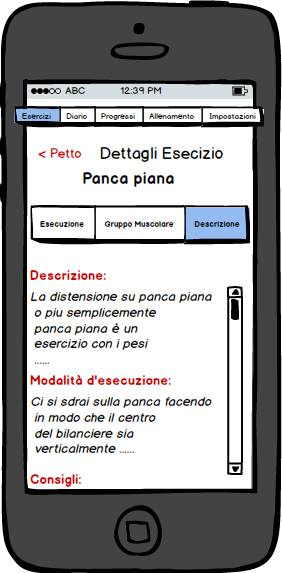 ABC 12:39 PM
Esercizi Diario Progressi Allenamento Impostazioni
< Petto Dettagli Esecizio
Panca piana
Esecuzione Gruppo Muscolare Descrizione
Descrizione:
La distensione su panca piana
o piu semplicemente
panca piana è un
esercizio con i pesi
......
Modalità d'esecuzione:
Ci si sdrai sulla panca facendo
in modo che il centro
del bilanciere sia
verticalmente ......
Consigli: